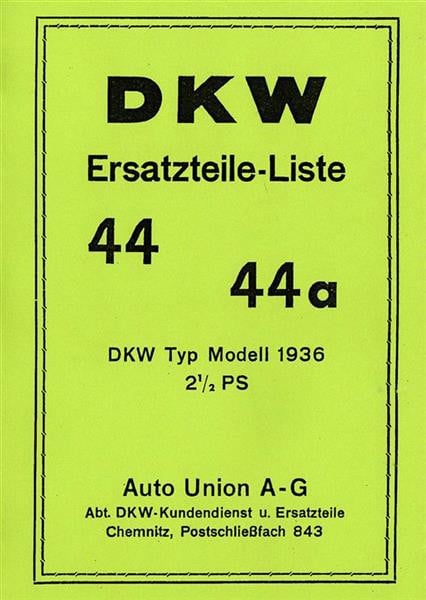 DKW
Ersatzteile-Liste
44
44a
DKW Typ Modell 1936
2½ PS
Auto Union A-G
Abt. DKW-Kundendienst u. Ersatzteile
Chemnitz, Postschließfach 843